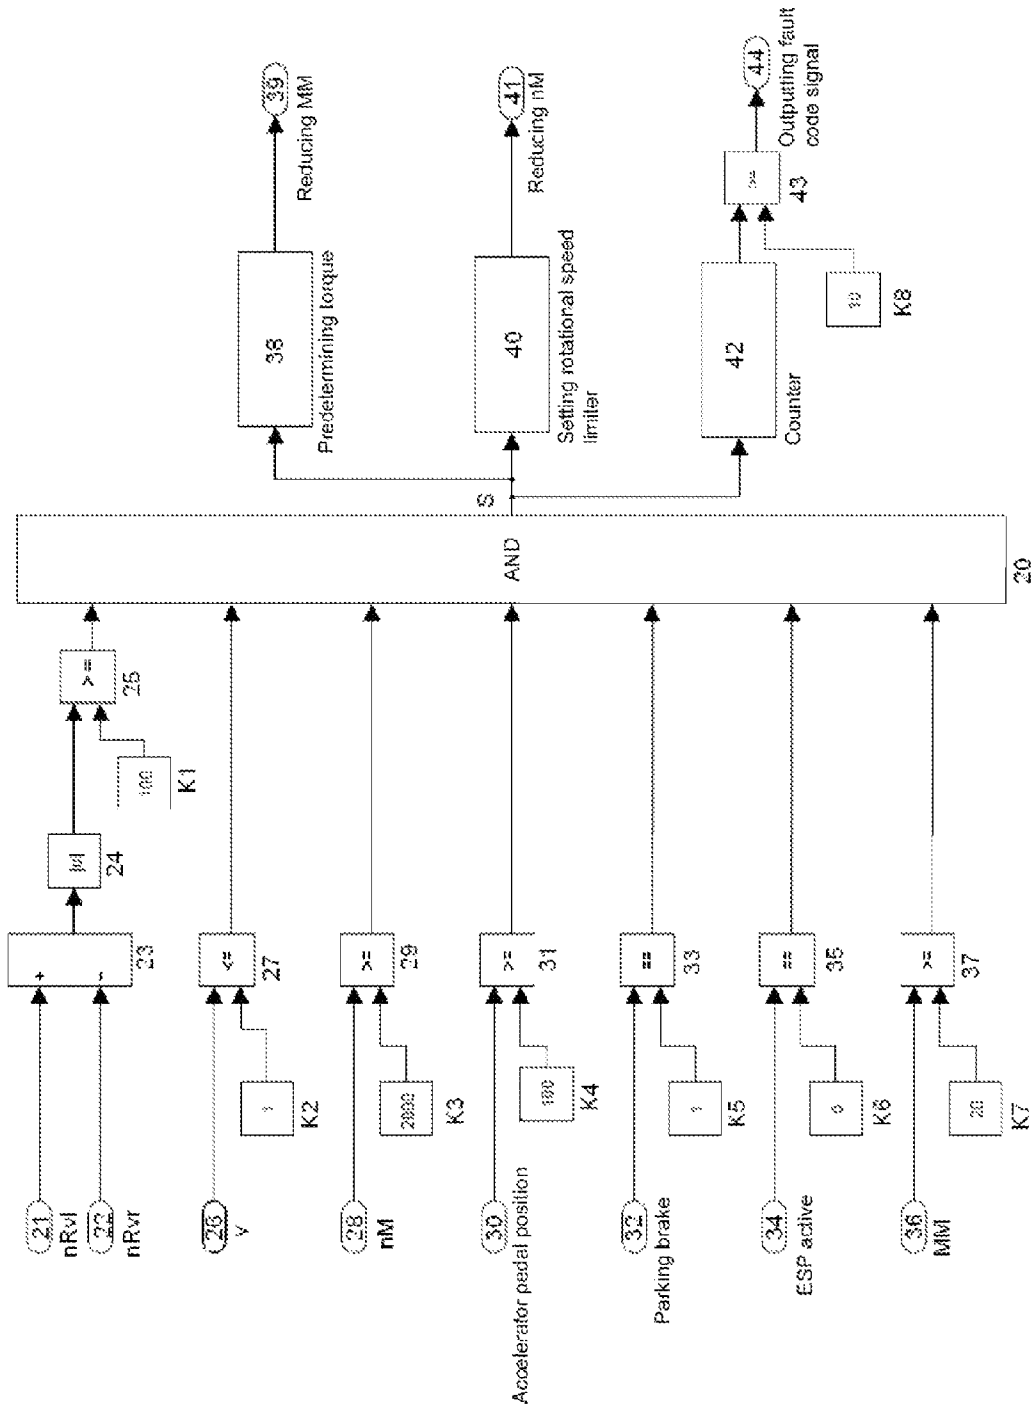 21
nRvl
22
nRvr
+
-
23
|u|
24
100
K1
>=
25
26
v
1
K2
<=
27
28
nM
2000
K3
>=
29
30
Accelerator pedal position
100
K4
>=
31
32
Parking brake
1
K5
==
33
34
ESP active
0
K6
==
35
36
MM
20
K7
>=
37
AND
20
S
38
Predetermining torque
39
Reducing MM
40
Setting rotational speed
limiter
41
Reducing nM
42
Counter
10
K8
>=
43
44
Outputting fault
code signal